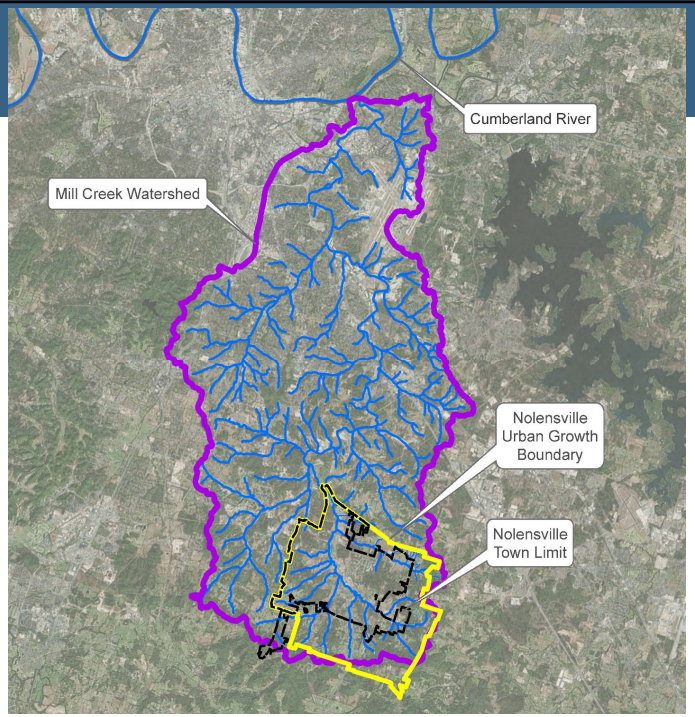 Cumberland River
Mill Creek Watershed
Nolensville
Urban Growth
Boundary
Nolensville
Town Limit